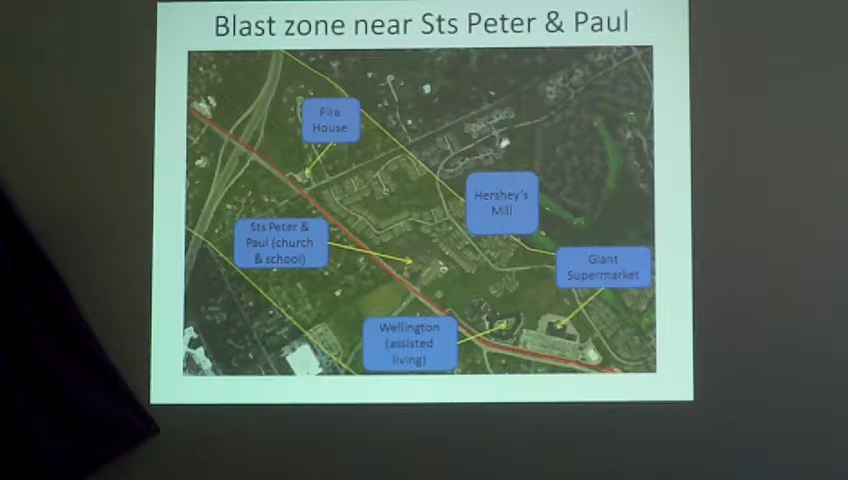 Blast zone near Sts Peter & Paul
Fire
House
Hershey's
Mill
Sts Peter &
Paul (church
& school)
Giant
Supermarket
Wellington
(assisted
living)